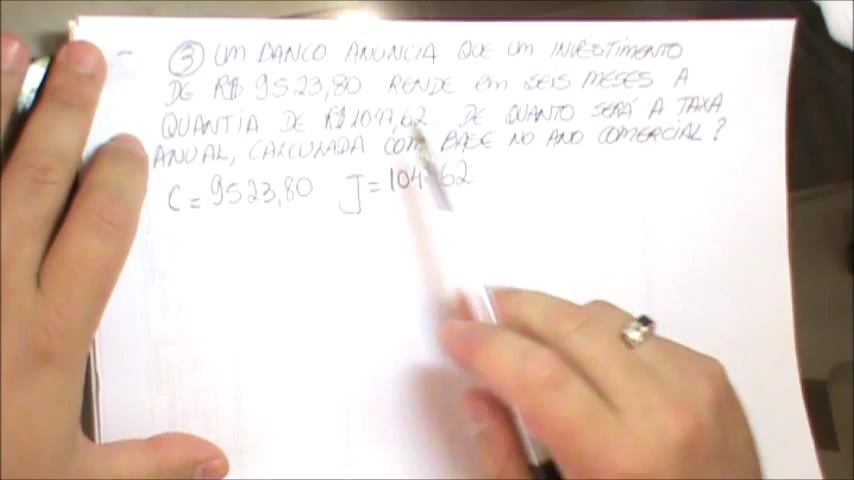 3 UM BANCO ANUNCIA QUE UM INVESTIMENTO
DE R$ 9523,80 RENDE EM SEIS MESES A
QUANTIA DE R$ 1047,62. DE QUANTO SERÁ A TAXA
ANUAL, CALCULADA COM BASE NO ANO COMERCIAL?
C = 9523,80 J = 104 62